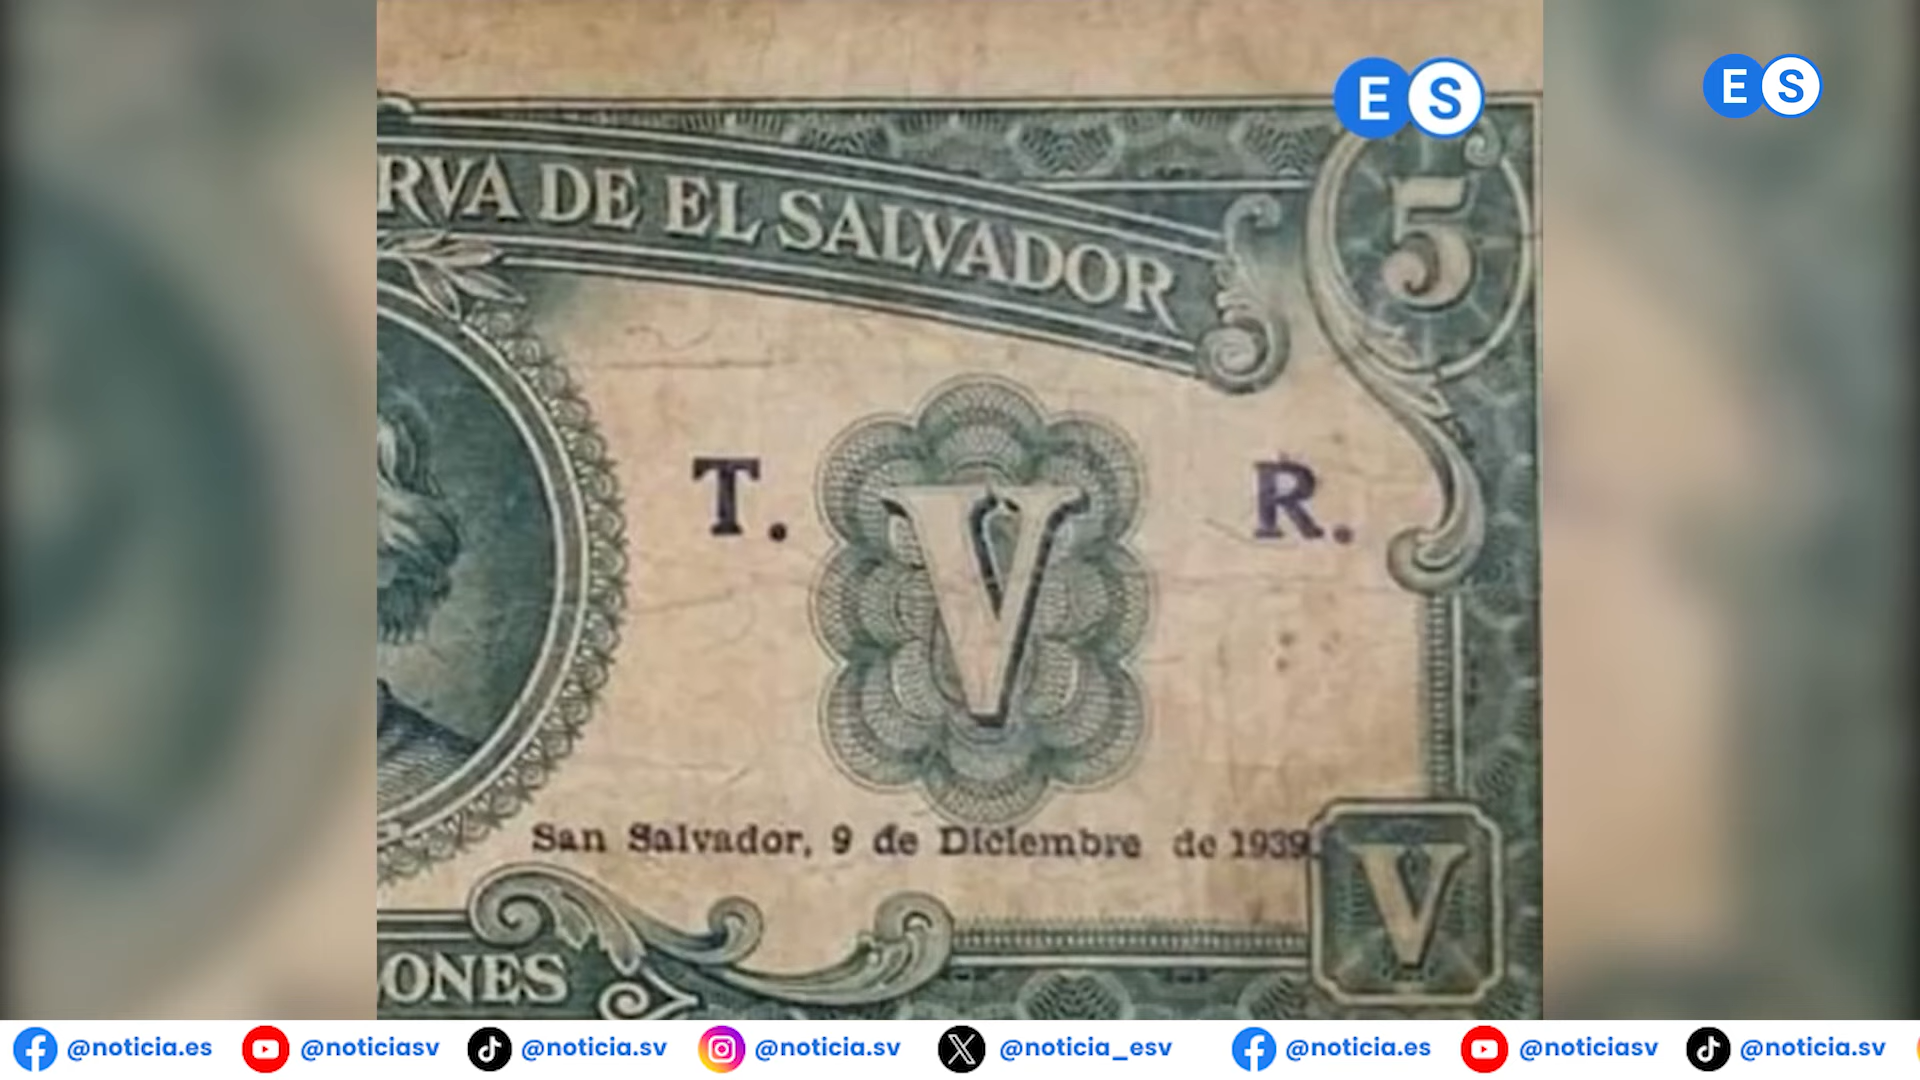 ES
ES
RVA DE EL SALVADOR
5
T. V R.
San Salvador, 9 de Diciembre de 1939
V
ONES
@noticia.es @noticiasv @noticia.sv @noticia.sv @noticia_esv @noticia.es @noticiasv @noticia.sv